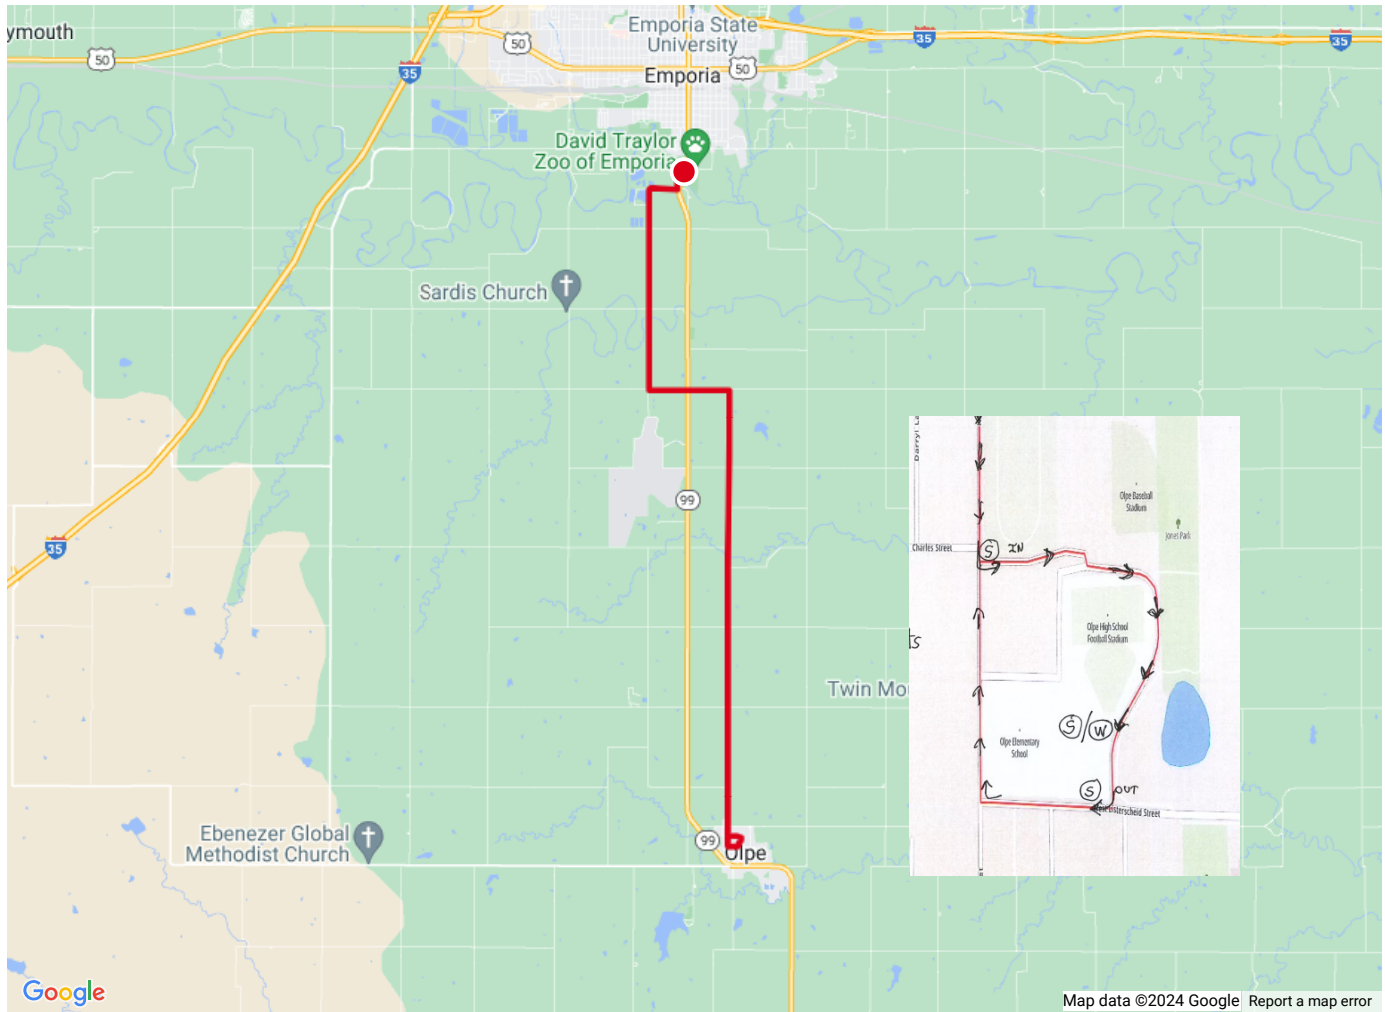 ymouth
50
50
35
Emporia State
University
Emporia
50
35
35
David Traylor
Zoo of Emporia
Sardis Church
99
35
Charles Street
S IN
Olpe Baseball
Stadium
Jones Park
Olpe High School
Football Stadium
ts
Twin Mo
S/W
Olpe Elementary
School
S OUT
Street
Ebenezer Global
Methodist Church
99
Olpe
Google
Map data ©2024 Google
Report a map error